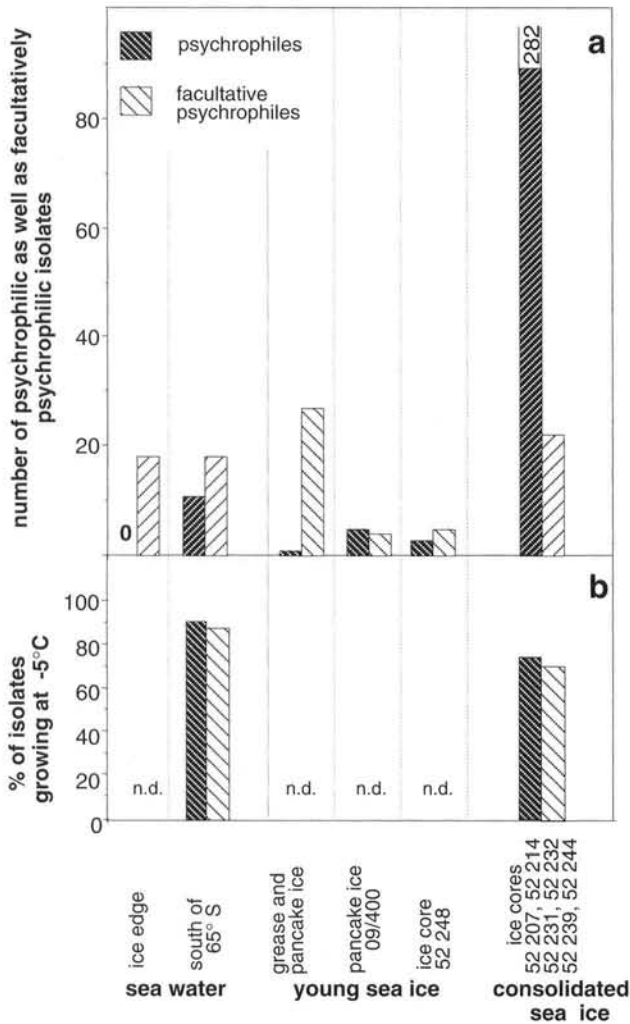 psychrophiles
facultative
psychrophiles
a
282
number of psychrophilic as well as facultatively
psychrophilic isolates
80
60
40
20
0
b
% of isolates
growing at -5°C
100
80
60
40
20
0
n.d.
n.d.
n.d.
n.d.
ice edge
south of
65° S
grease and
pancake ice
pancake ice
09/400
ice core
52 248
ice cores
52 207, 52 214
52 231, 52 232
52 239, 52 244
sea water
young sea ice
consolidated
sea ice